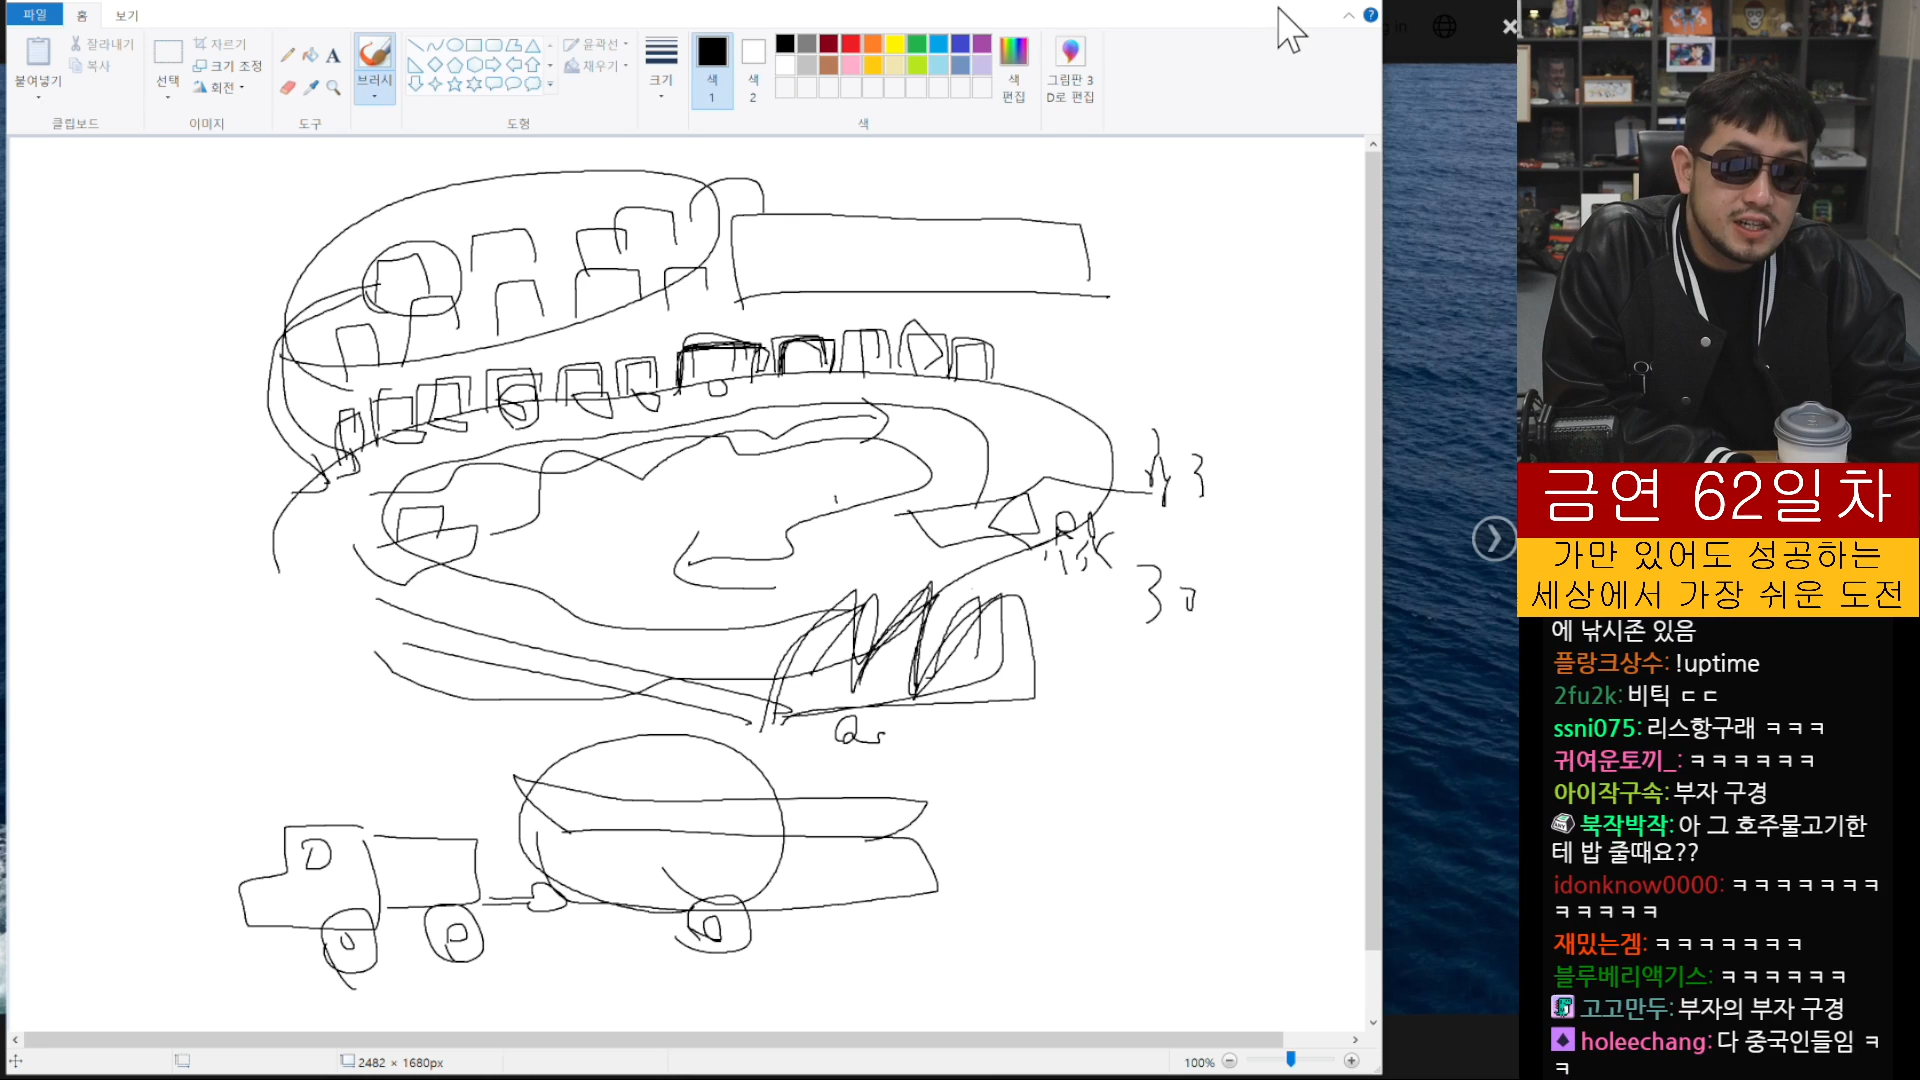 파일 홈 보기
붙여넣기
잘라내기
복사
클립보드
선택
자르기
크기 조정
회전
이미지
A
도구
브러시
윤곽선
채우기
도형
크기
색 1
색 2
색 편집
그림판 3 D로 편집
색
금연 62일차
가만 있어도 성공하는
세상에서 가장 쉬운 도전
에 낚시존 있음
플랑크상수: !uptime
2fu2k: 비틱 ㄷㄷ
ssni075: 리스항구래 ㅋㅋㅋ
귀여운토끼_: ㅋㅋㅋㅋㅋㅋ
아이작구속: 부자 구경
북작박작: 아 그 호주물고기한
테 밥 줄때요??
idonknow0000: ㅋㅋㅋㅋㅋㅋㅋ
ㅋㅋㅋㅋㅋ
재밌는겜: ㅋㅋㅋㅋㅋㅋㅋ
블루베리액기스: ㅋㅋㅋㅋㅋㅋ
고고만두: 부자의 부자 구경
holeechang: 다 중국인들임 ㅋ
ㅋ
3
30
2482 × 1680px
100%